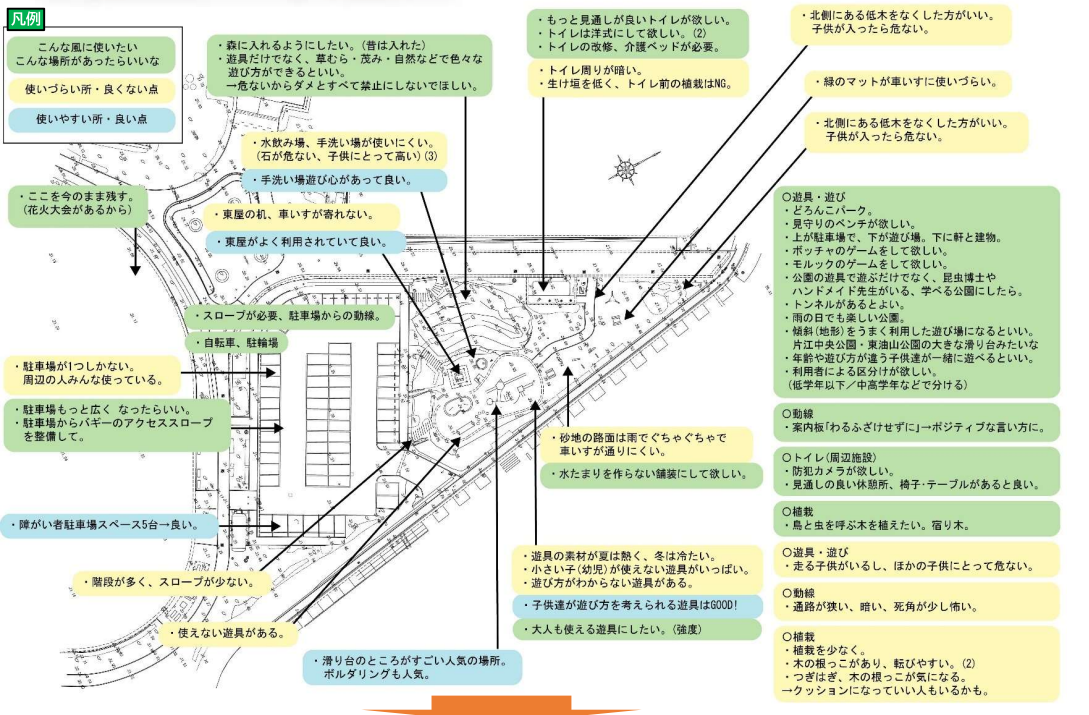 凡例
こんな風に使いたい
こんな場所があったらいいな
使いづらい所・良くない点
使いやすい所・良い点
・森に入れるようにしたい。(昔は入れた)
・遊具だけでなく、草むら・茂み・自然などで色々な
遊び方ができるといい。
→危ないからダメとすべて禁止にしないでほしい。
・もっと見通しが良いトイレが欲しい。
・トイレは洋式にして欲しい。(2)
・トイレの改修、介護ベッドが必要。
・トイレ周りが暗い。
・生け垣を低く、トイレ前の植栽はNG。
・北側にある低木をなくした方がいい。
子供が入ったら危ない。
・緑のマットが車いすに使いづらい。
・北側にある低木をなくした方がいい。
子供が入ったら危ない。
・水飲み場、手洗い場が使いにくい。
(石が危ない、子供にとって高い)(3)
・手洗い場遊び心があって良い。
・ここを今のまま残す。
(花火大会があるから)
・東屋の机、車いすが寄れない。
・東屋がよく利用されていて良い。
・スロープが必要、駐車場からの動線。
・自転車、駐輪場
・駐車場が1つしかない。
周辺の人みんな使っている。
・駐車場もっと広く なったらいい。
・駐車場からバギーのアクセススロープ
を整備して。
・障がい者駐車場スペース5台→良い。
・階段が多く、スロープが少ない。
・使えない遊具がある。
・滑り台のところがすごい人気の場所。
ボルダリングも人気。
・砂地の路面は雨でぐちゃぐちゃで
車いすが通りにくい。
・水たまりを作らない舗装にして欲しい。
・遊具の素材が夏は熱く、冬は冷たい。
・小さい子(幼児)が使えない遊具がいっぱい。
・遊び方がわからない遊具がある。
・子供達が遊び方を考えられる遊具はGOOD!
・大人も使える遊具にしたい。(強度)
○遊具・遊び
・どろんこパーク。
・見守りのベンチが欲しい。
・上が駐車場で、下が遊び場。下に軒と建物。
・ボッチャのゲームをして欲しい。
・モルックのゲームをして欲しい。
・公園の遊具で遊ぶだけでなく、昆虫博士や
ハンドメイド先生がいる、学べる公園にしたら。
・トンネルがあるとよい。
・雨の日でも楽しい公園。
・傾斜(地形)をうまく利用した遊び場になるといい。
片江中央公園・東油山公園の大きな滑り台みたいな
・年齢や遊び方が違う子供達が一緒に遊べるといい。
・利用者による区分けが欲しい。
(低学年以下／中高学年などで分ける)
○動線
・案内板「わるふざけせずに」→ポジティブな言い方に。
○トイレ(周辺施設)
・防犯カメラが欲しい。
・見通しの良い休憩所、椅子・テーブルがあると良い。
○植栽
・鳥と虫を呼ぶ木を植えたい。宿り木。
○遊具・遊び
・走る子供がいるし、ほかの子供にとって危ない。
○動線
・通路が狭い、暗い、死角が少し怖い。
○植栽
・植栽を少なく。
・木の根っこがあり、転びやすい。(2)
・つぎはぎ、木の根っこが気になる。
→クッションになっていい人もいるかも。